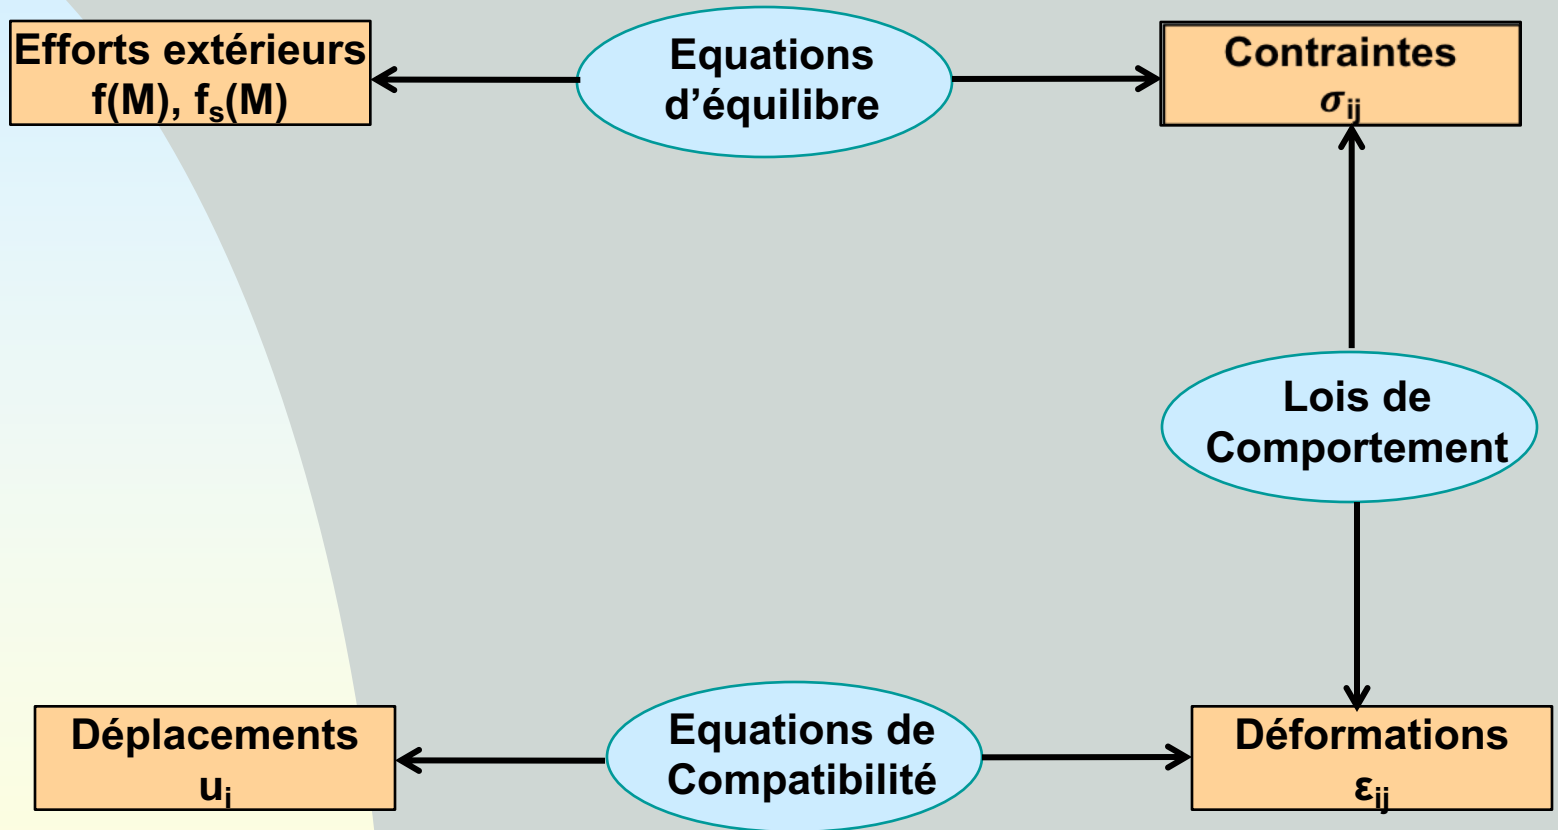 Efforts extérieurs
f(M), fₛ(M)
Equations
d’équilibre
Contraintes
σᵢⱼ
Lois de
Comportement
Déplacements
uᵢ
Equations de
Compatibilité
Déformations
εᵢⱼ